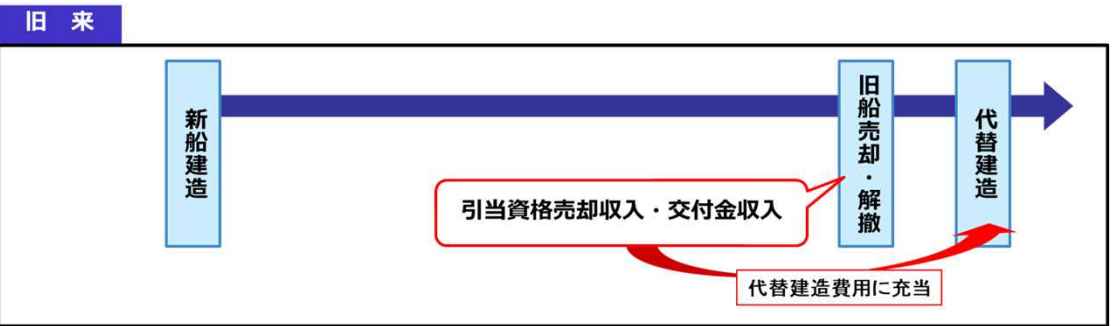 旧 来
新船建造
引当資格売却収入・交付金収入
旧船売却・解撤
代替建造
代替建造費用に充当